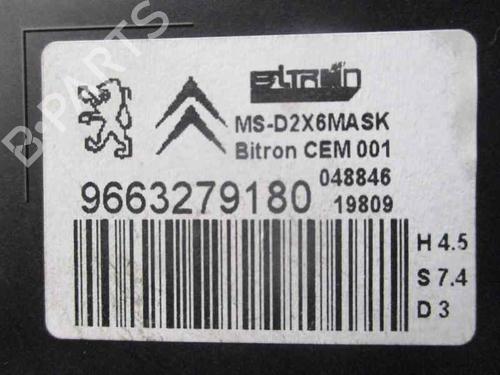 BITRON
MS-D2X6MASK
Bitron CEM 001
048846
9663279180
19809
H 4.5
S 7.4
D 3
B-PARTS